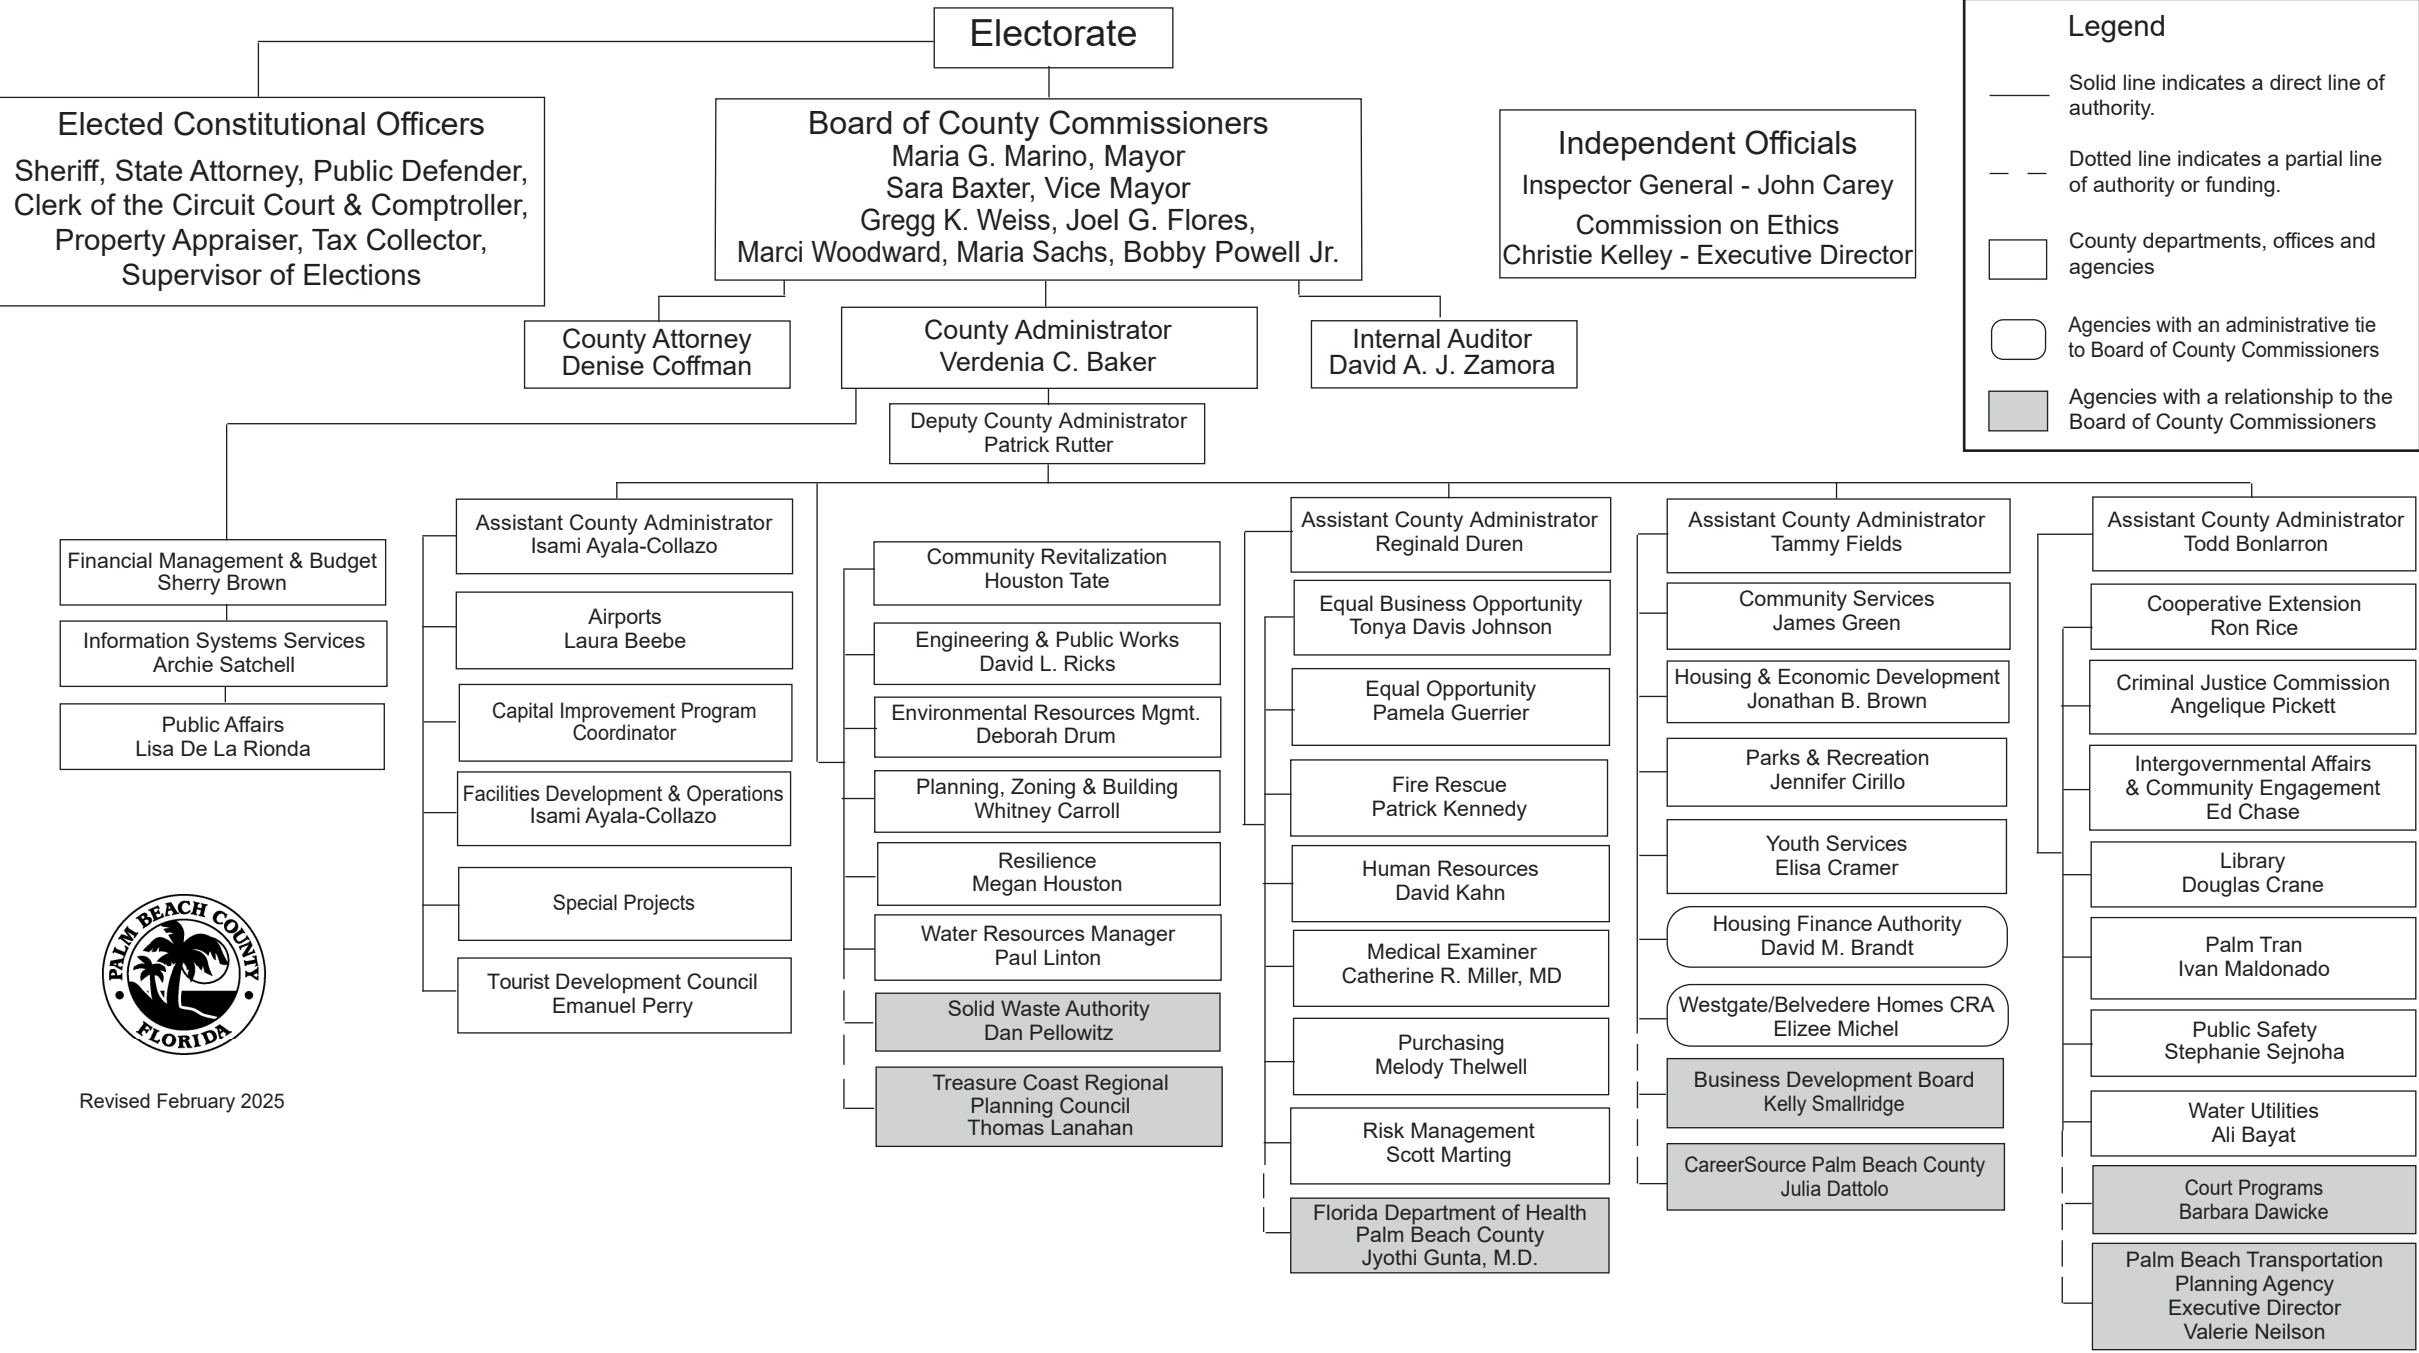 Electorate
Elected Constitutional Officers
Sheriff, State Attorney, Public Defender,
Clerk of the Circuit Court & Comptroller,
Property Appraiser, Tax Collector,
Supervisor of Elections
Board of County Commissioners
Maria G. Marino, Mayor
Sara Baxter, Vice Mayor
Gregg K. Weiss, Joel G. Flores,
Marci Woodward, Maria Sachs, Bobby Powell Jr.
Independent Officials
Inspector General - John Carey
Commission on Ethics
Christie Kelley - Executive Director
Legend
Solid line indicates a direct line of
authority.
Dotted line indicates a partial line
of authority or funding.
County departments, offices and
agencies
Agencies with an administrative tie
to Board of County Commissioners
Agencies with a relationship to the
Board of County Commissioners
County Attorney
Denise Coffman
County Administrator
Verdenia C. Baker
Internal Auditor
David A. J. Zamora
Deputy County Administrator
Patrick Rutter
Financial Management & Budget
Sherry Brown
Information Systems Services
Archie Satchell
Public Affairs
Lisa De La Rionda
Assistant County Administrator
Isami Ayala-Collazo
Airports
Laura Beebe
Capital Improvement Program
Coordinator
Facilities Development & Operations
Isami Ayala-Collazo
Special Projects
Tourist Development Council
Emanuel Perry
Community Revitalization
Houston Tate
Engineering & Public Works
David L. Ricks
Environmental Resources Mgmt.
Deborah Drum
Planning, Zoning & Building
Whitney Carroll
Resilience
Megan Houston
Water Resources Manager
Paul Linton
Solid Waste Authority
Dan Pellowitz
Treasure Coast Regional
Planning Council
Thomas Lanahan
Assistant County Administrator
Reginald Duren
Equal Business Opportunity
Tonya Davis Johnson
Equal Opportunity
Pamela Guerrier
Fire Rescue
Patrick Kennedy
Human Resources
David Kahn
Medical Examiner
Catherine R. Miller, MD
Purchasing
Melody Thelwell
Risk Management
Scott Marting
Florida Department of Health
Palm Beach County
Jyothi Gunta, M.D.
Assistant County Administrator
Tammy Fields
Community Services
James Green
Housing & Economic Development
Jonathan B. Brown
Parks & Recreation
Jennifer Cirillo
Youth Services
Elisa Cramer
Housing Finance Authority
David M. Brandt
Westgate/Belvedere Homes CRA
Elizee Michel
Business Development Board
Kelly Smallridge
CareerSource Palm Beach County
Julia Dattolo
Assistant County Administrator
Todd Bonlarron
Cooperative Extension
Ron Rice
Criminal Justice Commission
Angelique Pickett
Intergovernmental Affairs
& Community Engagement
Ed Chase
Library
Douglas Crane
Palm Tran
Ivan Maldonado
Public Safety
Stephanie Sejnoha
Water Utilities
Ali Bayat
Court Programs
Barbara Dawicke
Palm Beach Transportation
Planning Agency
Executive Director
Valerie Neilson
PALM BEACH COUNTY
FLORIDA
Revised February 2025